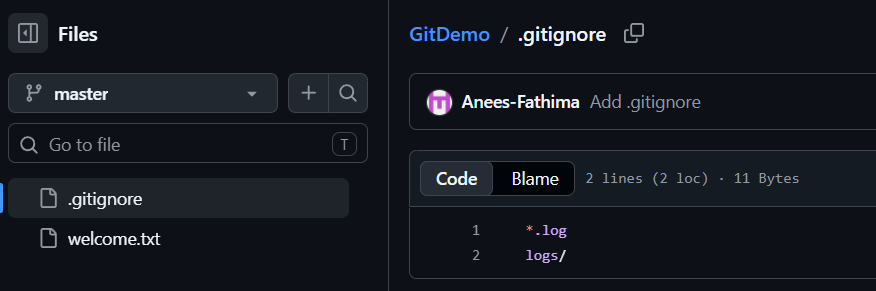 Files
master
Go to file
T
.gitignore
welcome.txt
GitDemo / .gitignore
Anees-Fathima Add .gitignore
Code Blame 2 lines (2 loc) · 11 Bytes
1 *.log
2 logs/